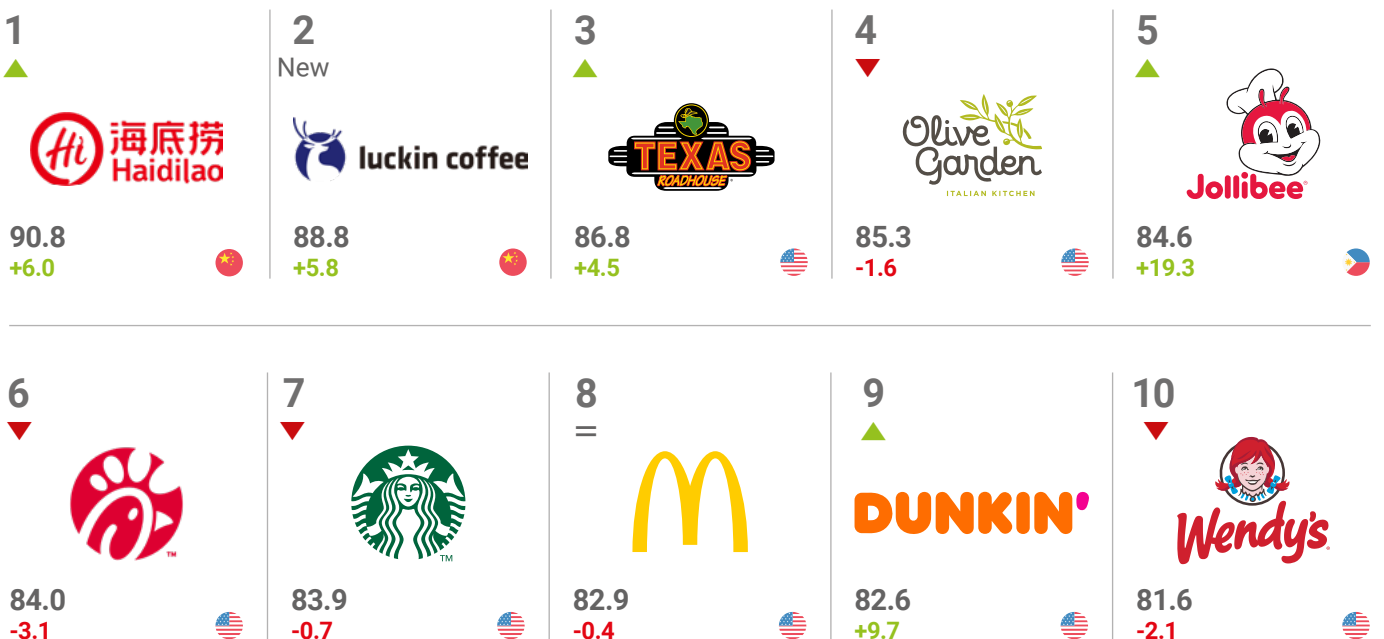 1
Hi 海底捞
Haidilao
90.8
+6.0
2
New
luckin coffee
88.8
+5.8
3
TEXAS
ROADHOUSE
86.8
+4.5
4
Olive
Garden
ITALIAN KITCHEN
85.3
-1.6
5
Jollibee®
84.6
+19.3
6
TM
84.0
-3.1
7
TM
83.9
-0.7
8
=
82.9
-0.4
9
DUNKIN'
82.6
+9.7
10
Wendy's
81.6
-2.1